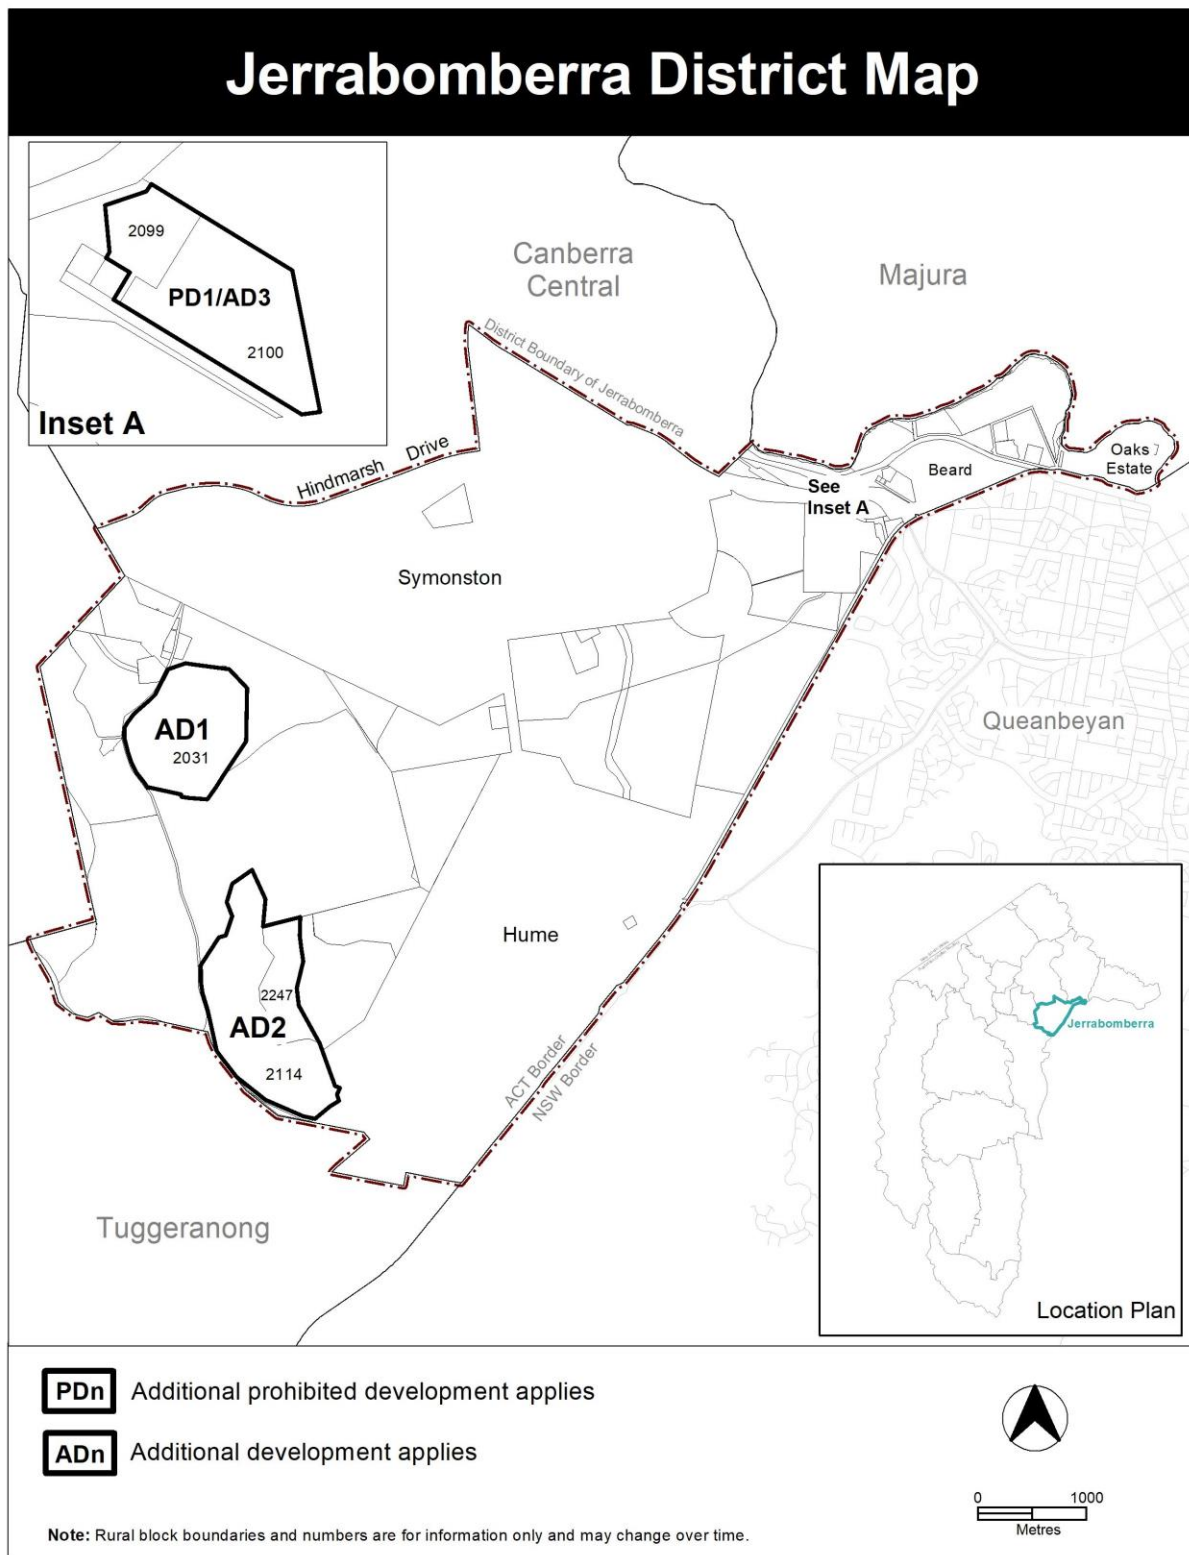 Jerrabomberra District Map
2099
PD1/AD3
2100
Inset A
Canberra
Central
Majura
District Boundary of Jerrabomberra
Hindmarsh Drive
See
Inset A
Beard
Oaks
Estate
Symonston
Queanbeyan
AD1
2031
Hume
2247
AD2
2114
ACT Border
NSW Border
Tuggeranong
Jerrabomberra
Location Plan
PDn Additional prohibited development applies
ADn Additional development applies
0 1000
Metres
Note: Rural block boundaries and numbers are for information only and may change over time.